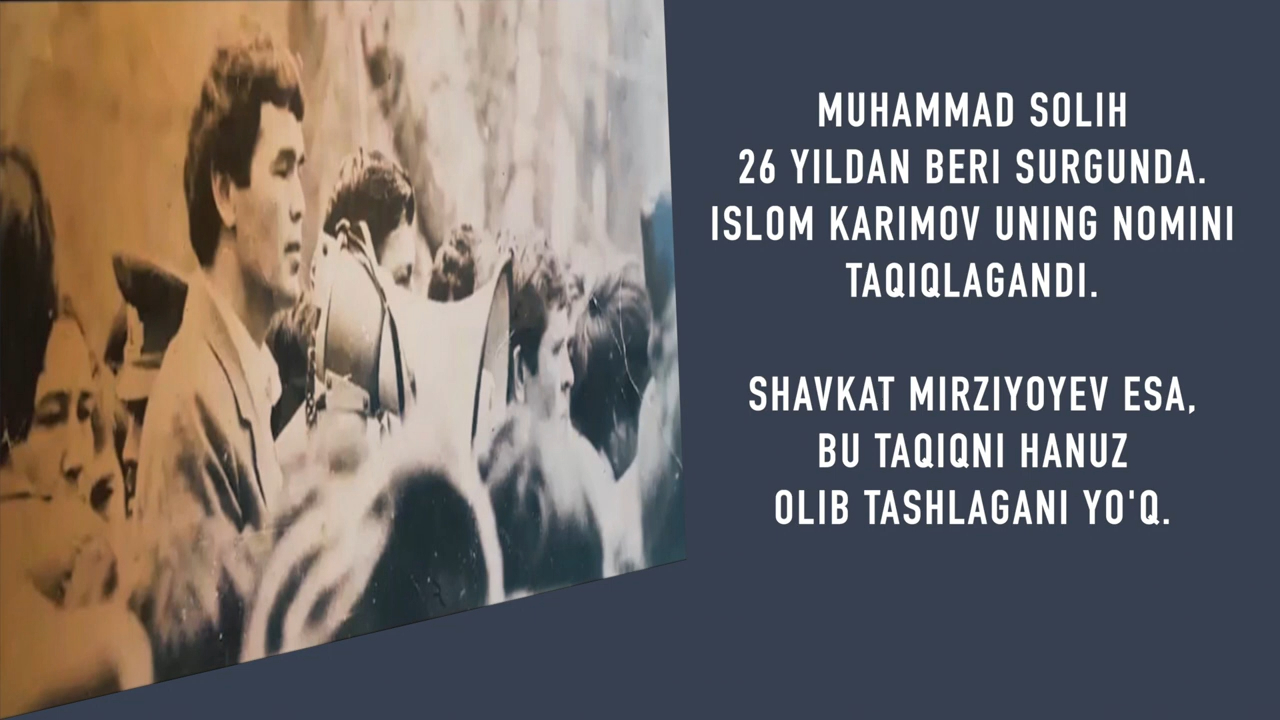 MUHAMMAD SOLIH
26 YILDAN BERI SURGUNDA.
ISLOM KARIMOV UNING NOMINI
TAQIQLAGANDI.
SHAVKAT MIRZIYOYEV ESA,
BU TAQIQNI HANUZ
OLIB TASHLAGANI YO'Q.